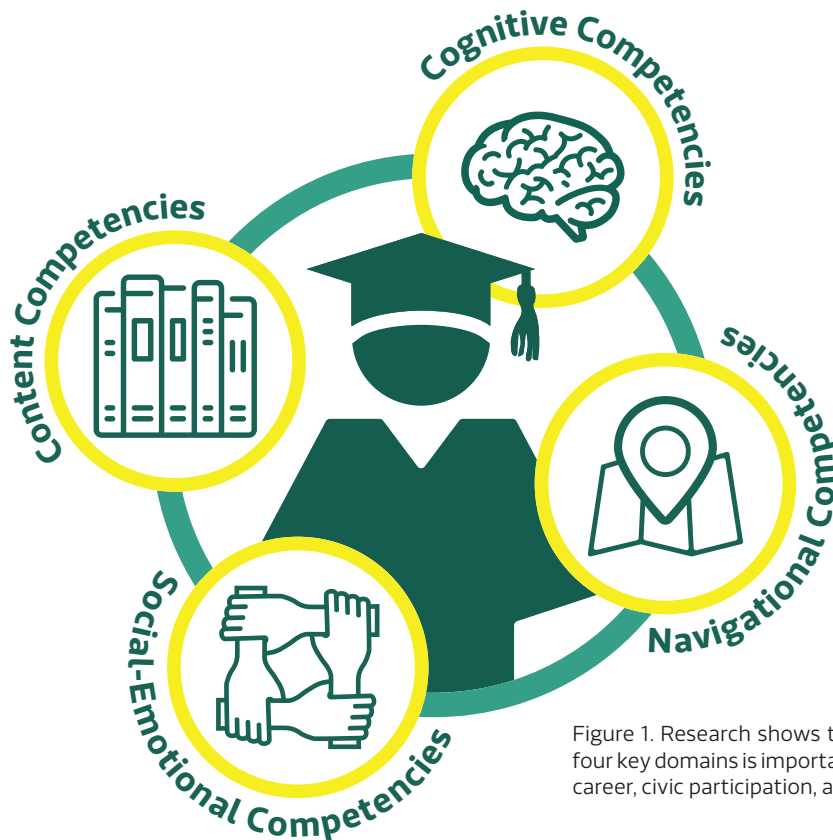 Cognitive Competencies
Content Competencies
Navigational Competencies
Social-Emotional Competencies
Figure 1. Research shows
four key domains is
career, civic participation,